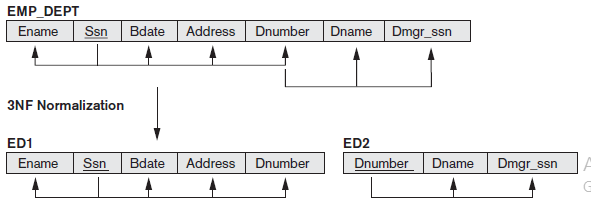 EMP_DEPT
Ename Ssn Bdate Address Dnumber Dname Dmgr_ssn
3NF Normalization
ED1 ED2
Ename Ssn Bdate Address Dnumber Dnumber Dname Dmgr_ssn